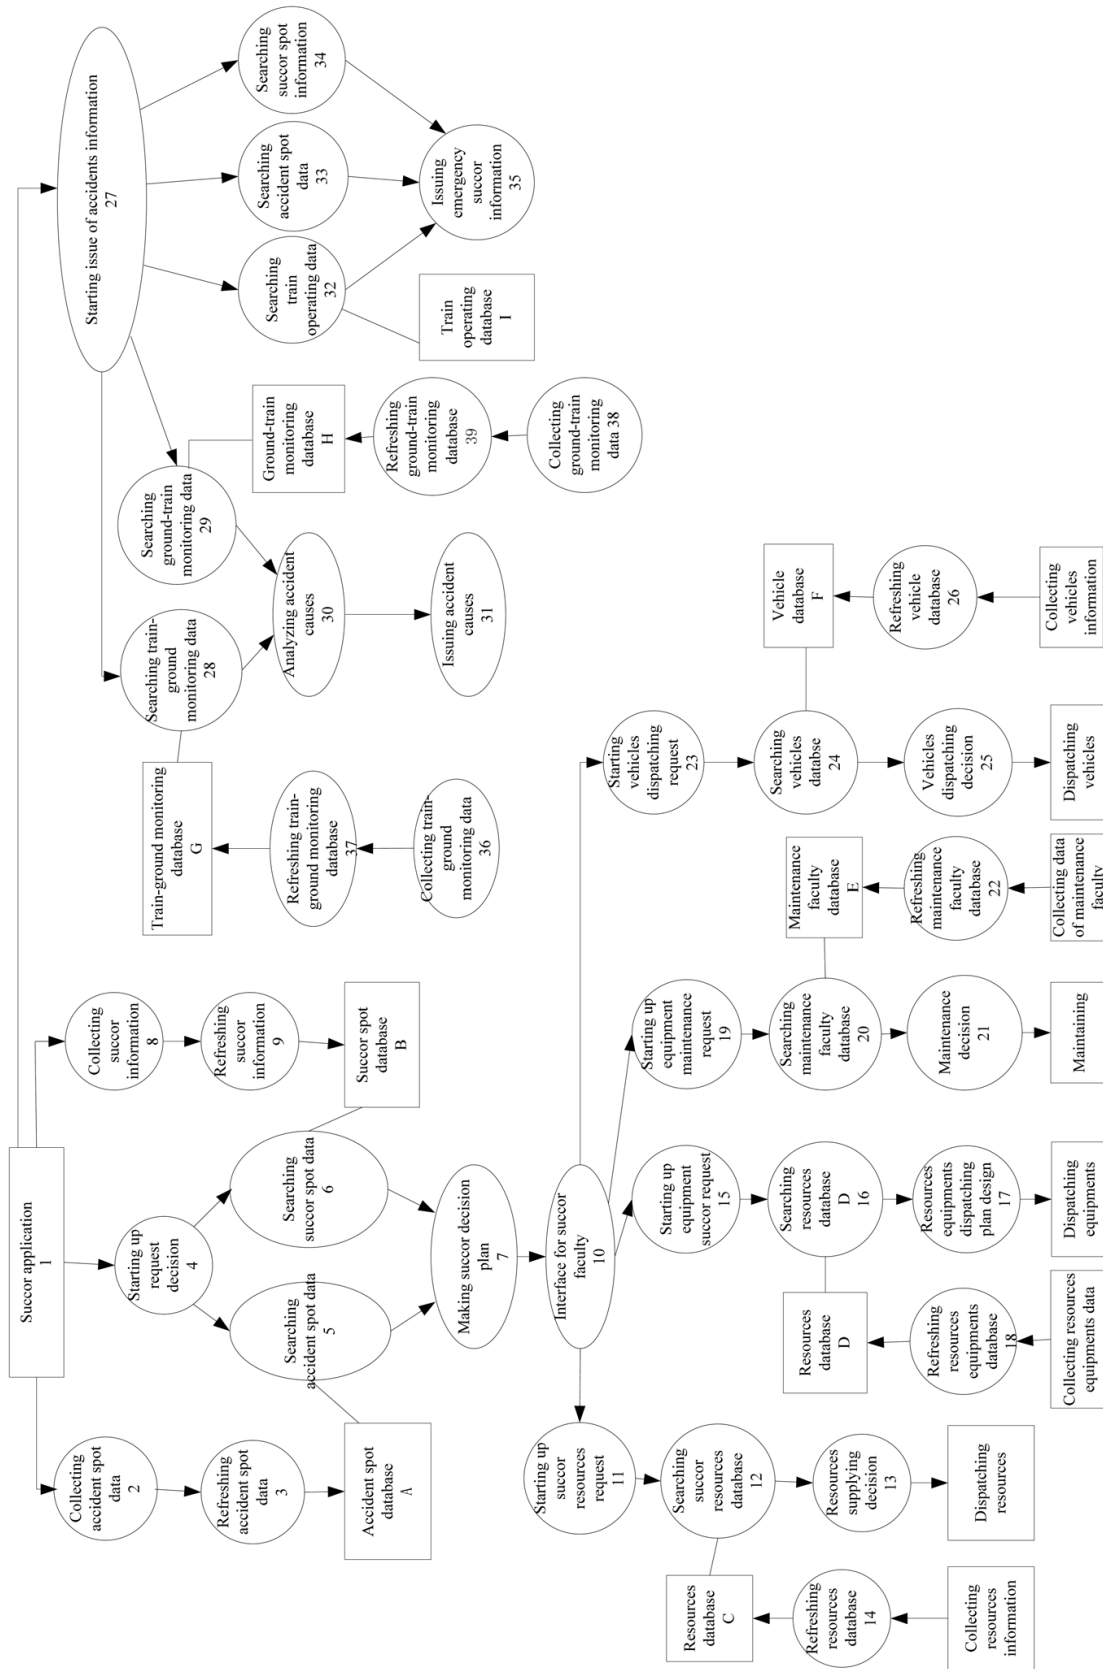 Succor application
1
Collecting
accident spot
data
2
Refreshing
accident spot
data
3
Accident spot
database
A
Starting up
request
decision
4
Searching
accident spot data
5
Searching
succor spot data
6
Making succor decision
plan
7
Collecting
succor
information
8
Refreshing
succor
information
9
Succor spot
database
B
Interface for succor
faculty
10
Starting up
succor
resources
request
11
Searching
succor
resources
database
12
Resources
supplying
decision
13
Dispatching
resources
Resources
database
C
Refreshing
resources
database
14
Collecting
resources
information
Starting up
equipment
succor request
15
Searching
resources
database
D
16
Resources
equipments
dispatching
plan design
17
Dispatching
equipments
Resources
database
D
Refreshing
resources
equipments
database
18
Collecting resources
equipments data
Starting up
equipment
maintenance
request
19
Searching
maintenance
faculty
database
20
Maintenance
decision
21
Maintaining
Maintenance
faculty
database
E
Refreshing
maintenance
faculty
database
22
Collecting data
of maintenance
faculty
Starting
vehicles
dispatching
request
23
Searching
vehicles
databse
24
Vehicles
dispatching
decision
25
Dispatching
vehicles
Vehicle
database
F
Refreshing
vehicle
database
26
Collecting
vehicles
information
Starting issue of accidents information
27
Searching train-
ground
monitoring data
28
Searching
ground-train
monitoring data
29
Analyzing accident
causes
30
Issuing accident
causes
31
Train-ground monitoring
database
G
Refreshing train-
ground monitoring
database
37
Collecting train-
ground
monitoring data
36
Ground-train
monitoring
database
H
Refreshing
ground-train
monitoring
database
39
Collecting
ground-train
monitoring
data 38
Searching
train
operating data
32
Searching
accident spot
data
33
Searching
succor spot
information
34
Issuing
emergency
succor
information
35
Train
operating
database
I